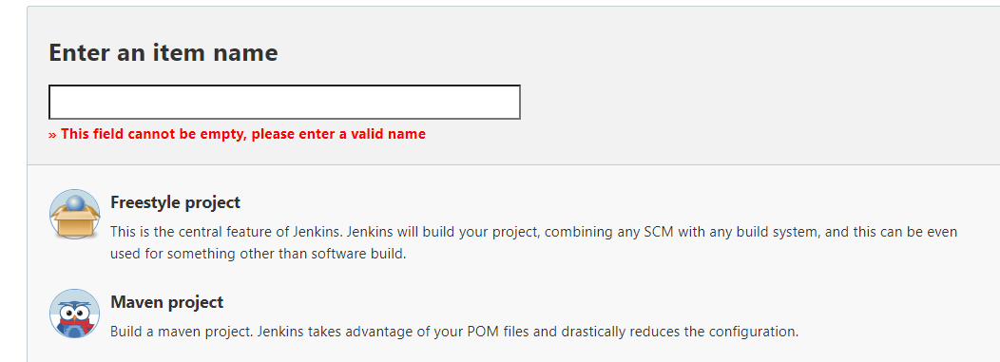 Enter an item name
» This field cannot be empty, please enter a valid name
Freestyle project
This is the central feature of Jenkins. Jenkins will build your project, combining any SCM with any build system, and this can be even
used for something other than software build.
Maven project
Build a maven project. Jenkins takes advantage of your POM files and drastically reduces the configuration.